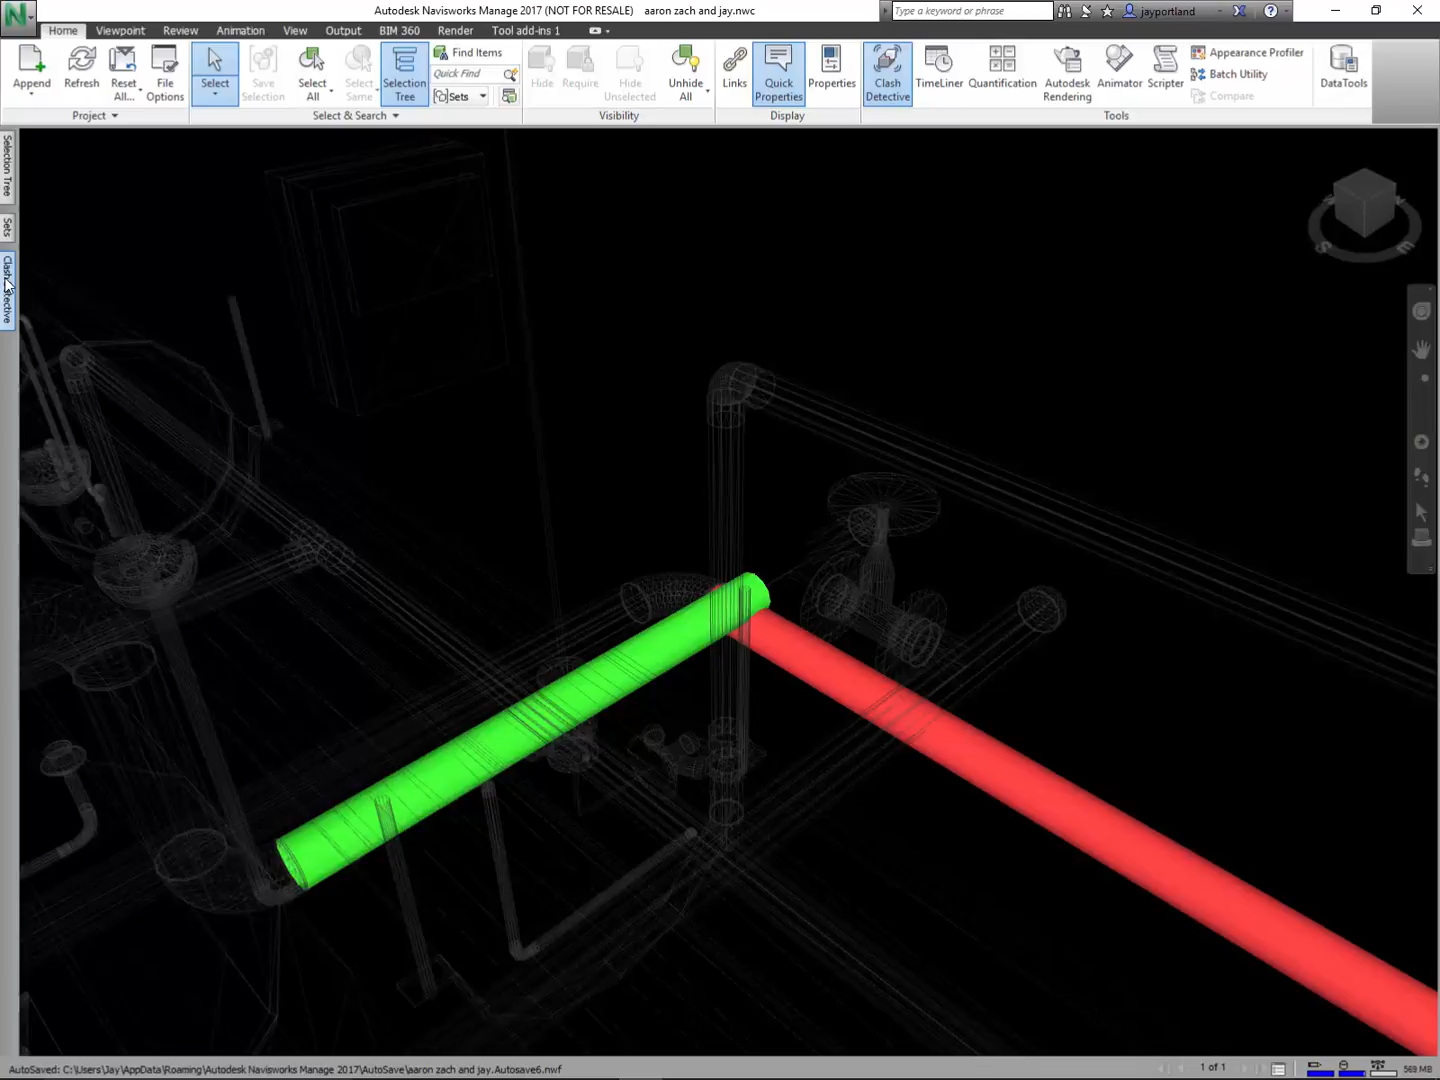 Autodesk Navisworks Manage 2017 (NOT FOR RESALE) aaron zach and jay.nwc
Type a keyword or phrase
jayportland
Home Viewpoint Review Animation View Output BIM 360 Render Tool add-ins 1
Append
Refresh
Reset All...
File Options
Select
Save Selection
Select All
Select Same
Selection Tree
Find Items
Quick Find
Sets
Hide
Require
Hide Unselected
Unhide All
Links
Quick Properties
Properties
Clash Detective
TimeLiner
Quantification
Autodesk Rendering
Animator
Scripter
Appearance Profiler
Batch Utility
Compare
DataTools
Project
Select & Search
Visibility
Display
Tools
Selection Tree
Sets
AutoSaved: C:\Users\Jay\AppData\Roaming\Autodesk Navisworks Manage 2017\AutoSave\aaron zach and jay.Autosave6.nwf
1 of 1
569 MB